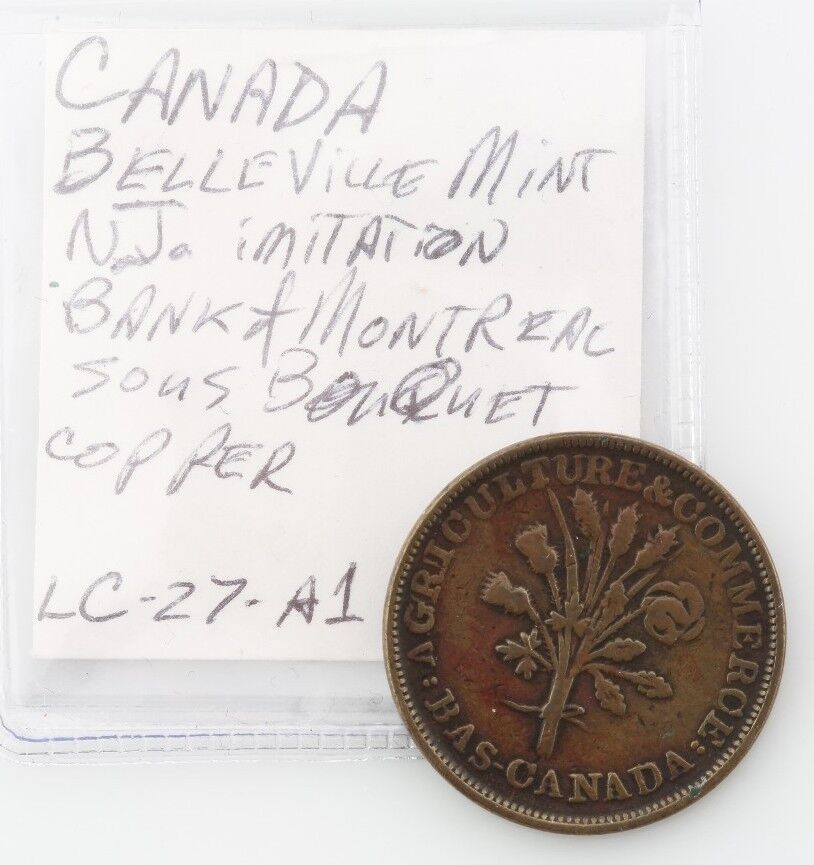 CANADA
BELLEVILLE MINT
N.J. IMITATION
BANK of MONTREAL
SOUS BOUQUET
COPPER
LC-27-A1
AGRICULTURE & COMMERCE
: BAS-CANADA :